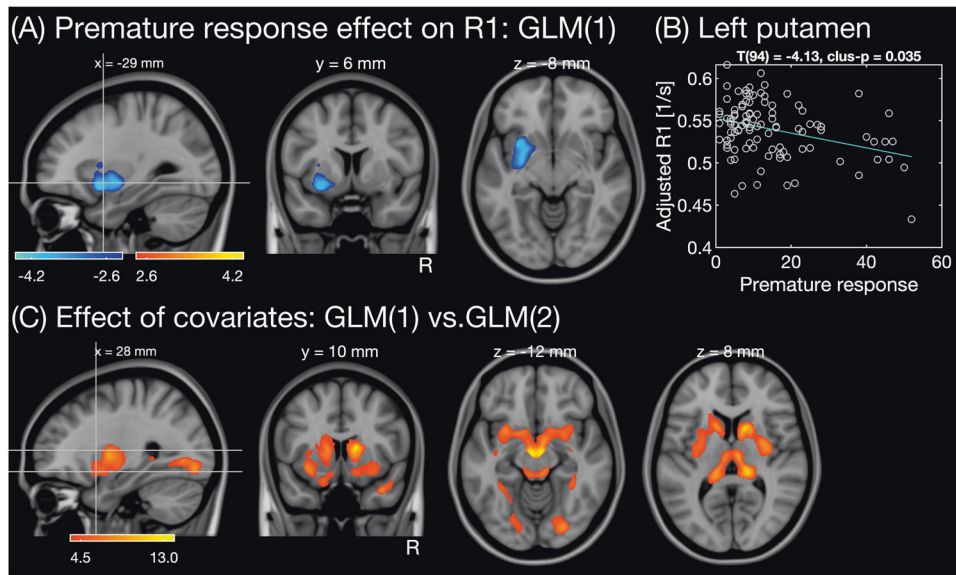 (A) Premature response effect on R1: GLM(1)
x = -29 mm
y = 6 mm
z = -8 mm
-4.2
-2.6
2.6
4.2
R
(B) Left putamen
T(94) = -4.13, clus-p = 0.035
Adjusted R1 [1/s]
0.6
0.55
0.5
0.45
0.4
0
20
40
60
Premature response
(C) Effect of covariates: GLM(1) vs.GLM(2)
x = 28 mm
y = 10 mm
z = -12 mm
z = 8 mm
4.5
13.0
R